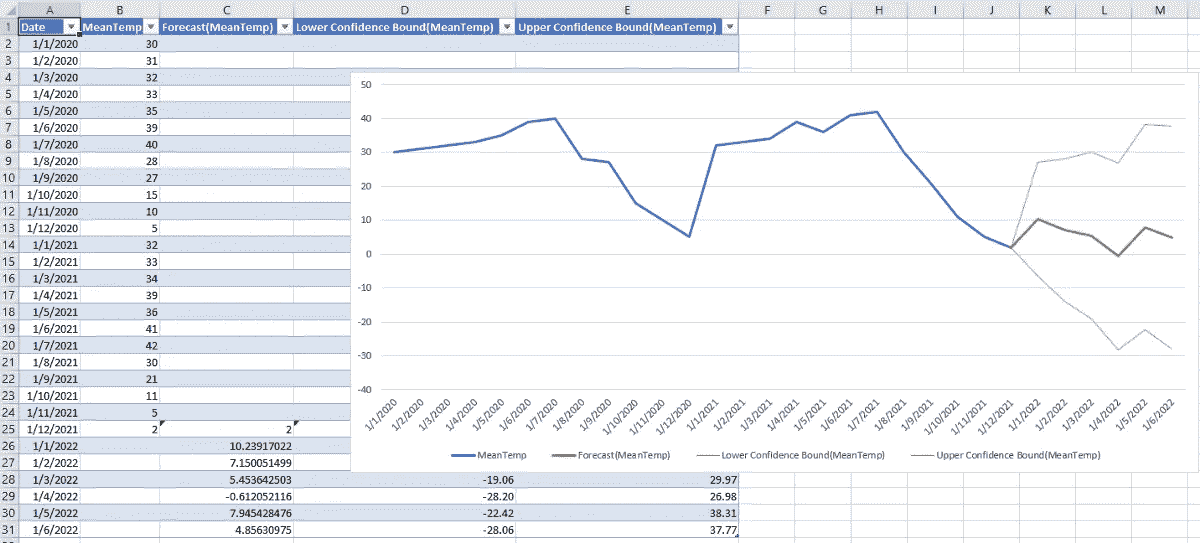 A B C D E F G H I J K L M
1 Date MeanTemp Forecast(MeanTemp) Lower Confidence Bound(MeanTemp) Upper Confidence Bound(MeanTemp)
2 1/1/2020 30
3 1/2/2020 31
4 1/3/2020 32
5 1/4/2020 33
6 1/5/2020 35
7 1/6/2020 39
8 1/7/2020 40
9 1/8/2020 28
10 1/9/2020 27
11 1/10/2020 15
12 1/11/2020 10
13 1/12/2020 5
14 1/1/2021 32
15 1/2/2021 33
16 1/3/2021 34
17 1/4/2021 39
18 1/5/2021 36
19 1/6/2021 41
20 1/7/2021 42
21 1/8/2021 30
22 1/9/2021 21
23 1/10/2021 11
24 1/11/2021 5
25 1/12/2021 2 2
26 1/1/2022 10.23917022
27 1/2/2022 7.150051499
28 1/3/2022 5.453642503 -19.06 29.97
29 1/4/2022 -0.612052116 -28.20 26.98
30 1/5/2022 7.945428476 -22.42 38.31
31 1/6/2022 4.85630975 -28.06 37.77
50
40
30
20
10
0
-10
-20
-30
-40
1/1/2020 1/2/2020 1/3/2020 1/4/2020 1/5/2020 1/6/2020 1/7/2020 1/8/2020 1/9/2020 1/10/2020 1/11/2020 1/12/2020 1/1/2021 1/2/2021 1/3/2021 1/4/2021 1/5/2021 1/6/2021 1/7/2021 1/8/2021 1/9/2021 1/10/2021 1/11/2021 1/12/2021 1/1/2022 1/2/2022 1/3/2022 1/4/2022 1/5/2022 1/6/2022
MeanTemp Forecast(MeanTemp) Lower Confidence Bound(MeanTemp) Upper Confidence Bound(MeanTemp)